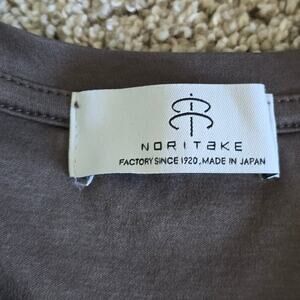 NORITaKE
FACTORY SINCE 1920, MADE IN JAPAN